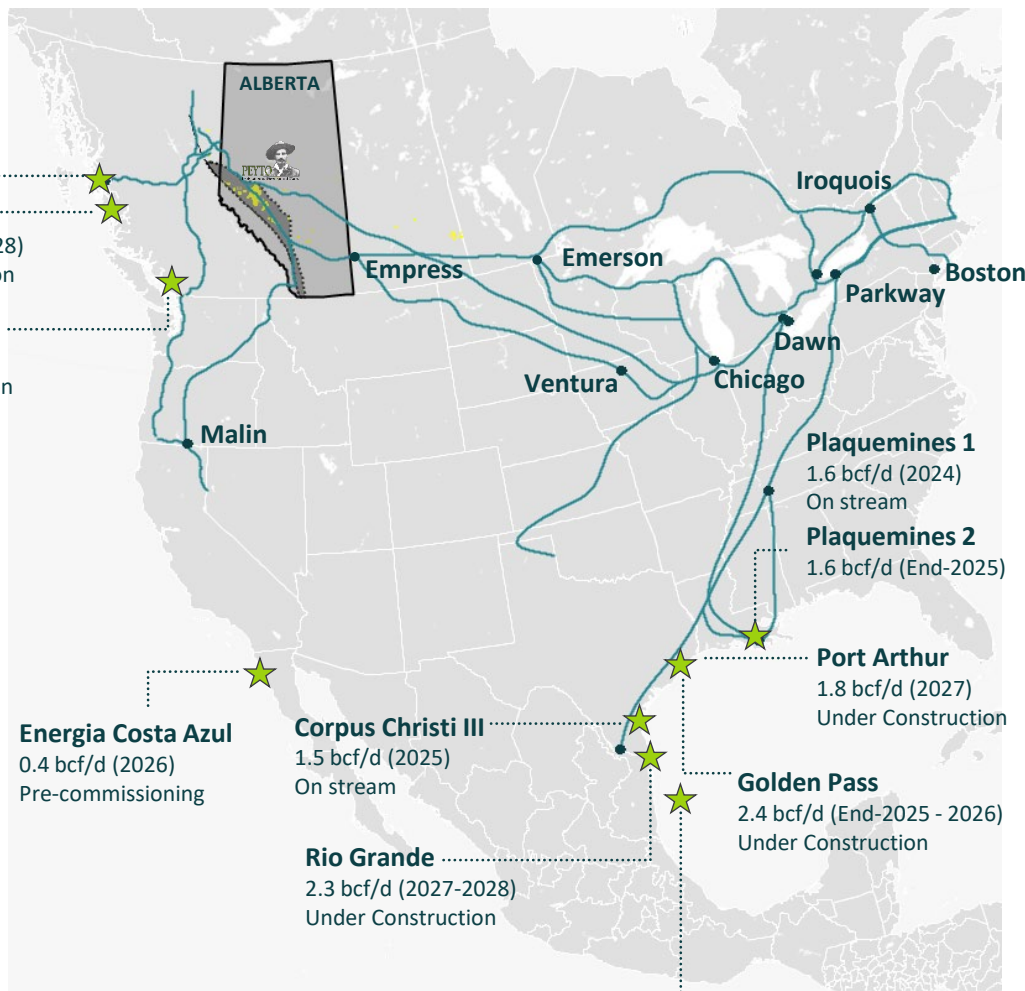 ALBERTA
PEYTO
Iroquois
28)
on
Empress
Emerson
Boston
Parkway
Dawn
Ventura
Chicago
n
Malin
Plaquemines 1
1.6 bcf/d (2024)
On stream
Plaquemines 2
1.6 bcf/d (End-2025)
Port Arthur
1.8 bcf/d (2027)
Under Construction
Energia Costa Azul
0.4 bcf/d (2026)
Pre-commissioning
Corpus Christi III
1.5 bcf/d (2025)
On stream
Golden Pass
2.4 bcf/d (End-2025 - 2026)
Under Construction
Rio Grande
2.3 bcf/d (2027-2028)
Under Construction